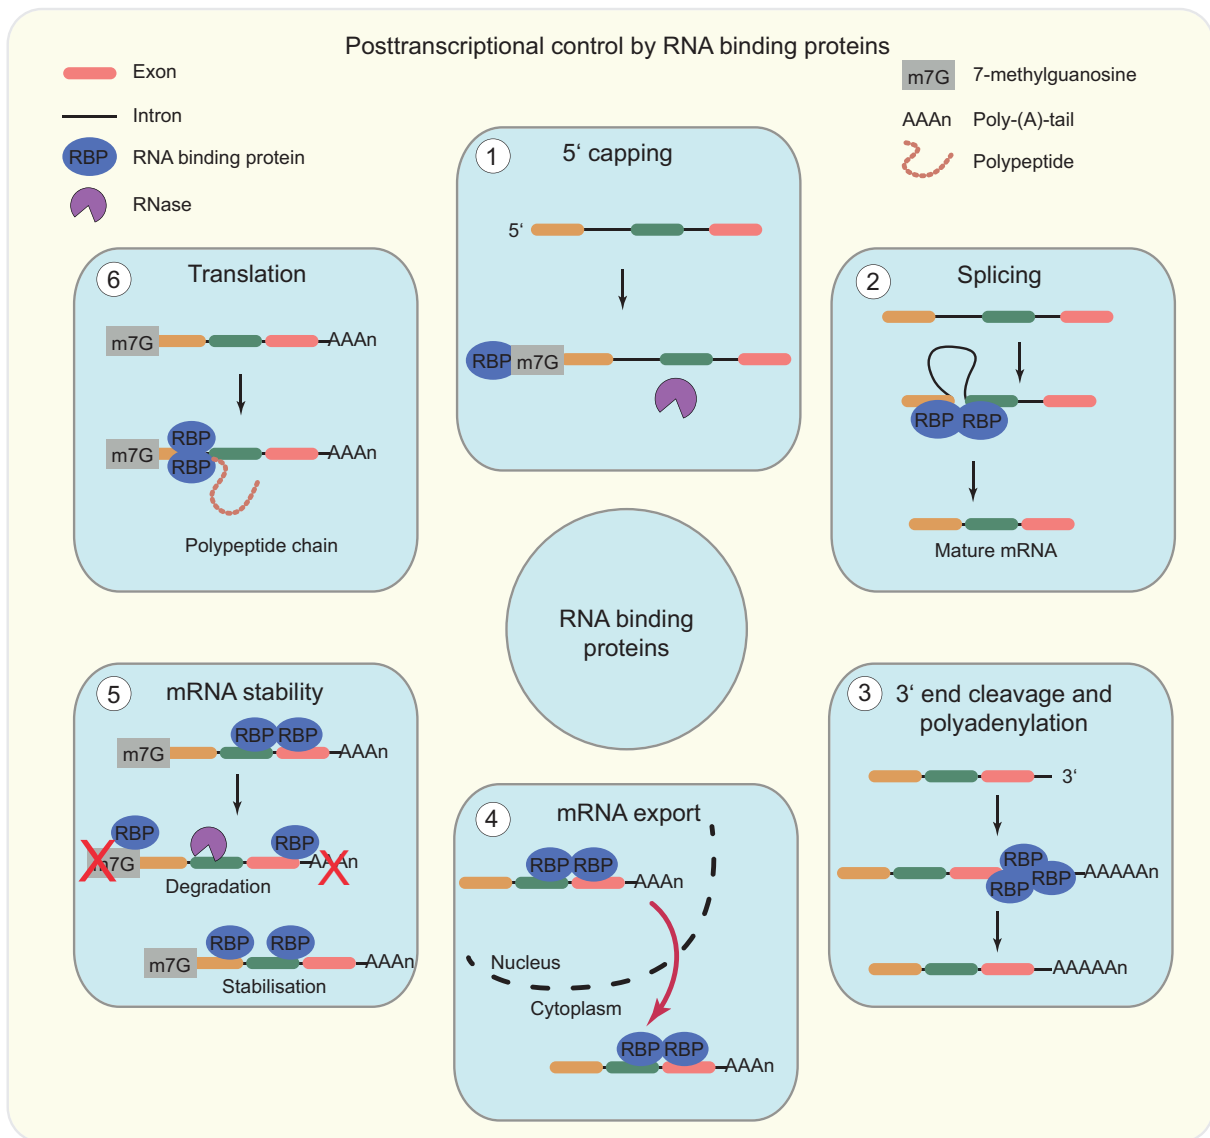 Posttranscriptional control by RNA binding proteins
Exon
Intron
RBP RNA binding protein
RNase
m7G 7-methylguanosine
AAAn Poly-(A)-tail
Polypeptide
1 5‘ capping
5‘
RBP m7G
2 Splicing
RBP RBP
Mature mRNA
3 3‘ end cleavage and
polyadenylation
3‘
RBP
RBP RBP AAAAAn
AAAAAn
4 mRNA export
RBP RBP
AAAn
Nucleus
Cytoplasm
RBP RBP
AAAn
5 mRNA stability
RBP RBP
m7G AAAn
RBP RBP
m7G AAAn
Degradation
RBP RBP
m7G AAAn
Stabilisation
6 Translation
m7G AAAn
RBP
m7G RBP AAAn
Polypeptide chain
RNA binding
proteins